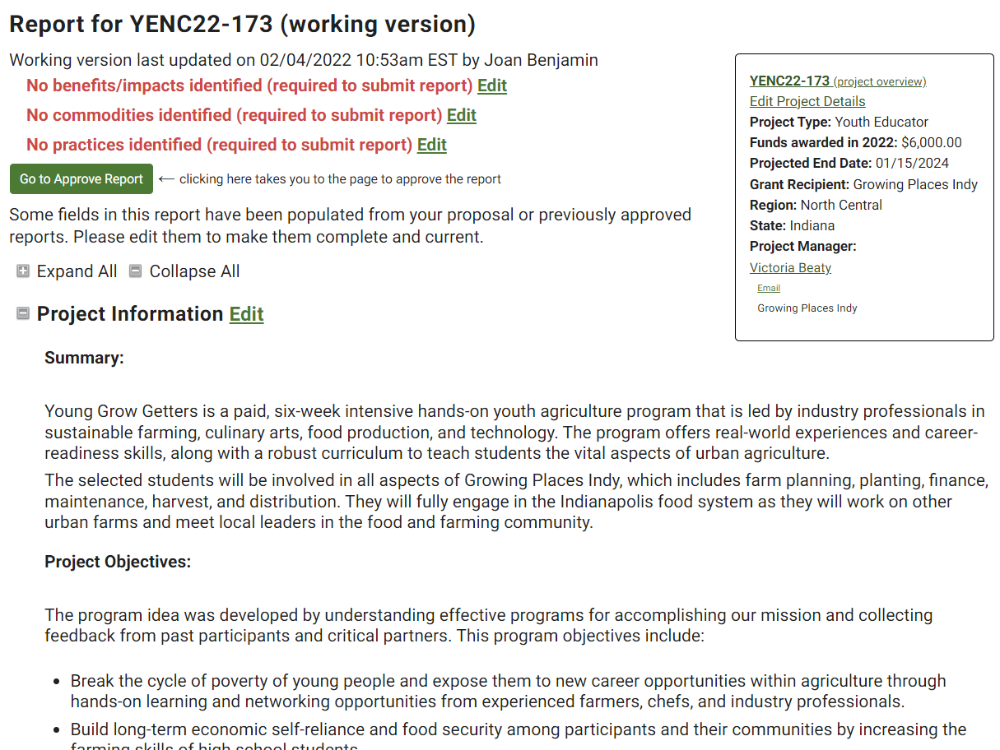 Report for YENC22-173 (working version)
Working version last updated on 02/04/2022 10:53am EST by Joan Benjamin
No benefits/impacts identified (required to submit report) Edit
No commodities identified (required to submit report) Edit
No practices identified (required to submit report) Edit
Go to Approve Report ← clicking here takes you to the page to approve the report
Some fields in this report have been populated from your proposal or previously approved
reports. Please edit them to make them complete and current.
YENC22-173 (project overview)
Edit Project Details
Project Type: Youth Educator
Funds awarded in 2022: $6,000.00
Projected End Date: 01/15/2024
Grant Recipient: Growing Places Indy
Region: North Central
State: Indiana
Project Manager:
Victoria Beaty
Email
Growing Places Indy
Expand All Collapse All
Project Information Edit
Summary:
Young Grow Getters is a paid, six-week intensive hands-on youth agriculture program that is led by industry professionals in
sustainable farming, culinary arts, food production, and technology. The program offers real-world experiences and career-
readiness skills, along with a robust curriculum to teach students the vital aspects of urban agriculture.
The selected students will be involved in all aspects of Growing Places Indy, which includes farm planning, planting, finance,
maintenance, harvest, and distribution. They will fully engage in the Indianapolis food system as they will work on other
urban farms and meet local leaders in the food and farming community.
Project Objectives:
The program idea was developed by understanding effective programs for accomplishing our mission and collecting
feedback from past participants and critical partners. This program objectives include:
• Break the cycle of poverty of young people and expose them to new career opportunities within agriculture through
hands-on learning and networking opportunities from experienced farmers, chefs, and industry professionals.
• Build long-term economic self-reliance and food security among participants and their communities by increasing the
farming skills of high school students